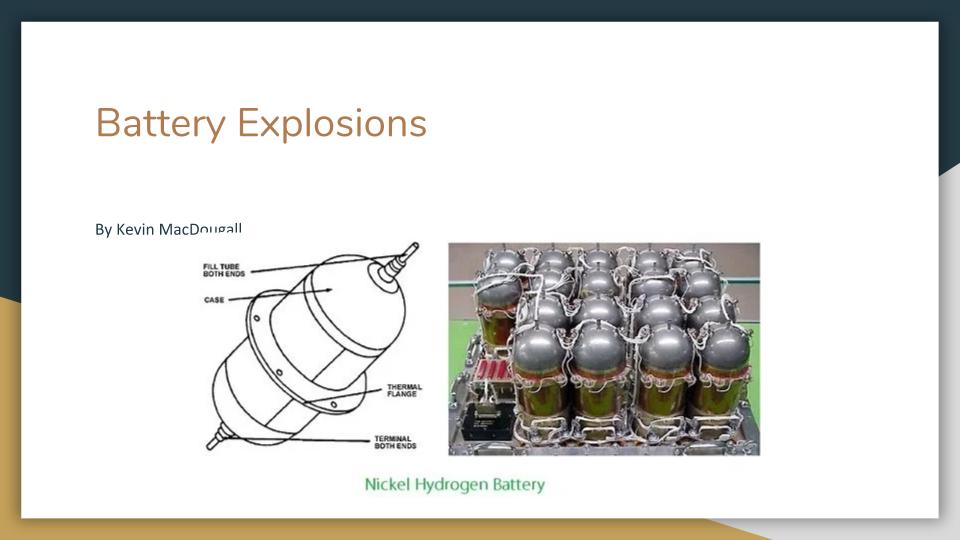 Battery Explosions
By Kevin MacDougall
FILL TUBE
BOTH ENDS
CASE
THERMAL
FLANGE
TERMINAL
BOTH ENDS
Nickel Hydrogen Battery